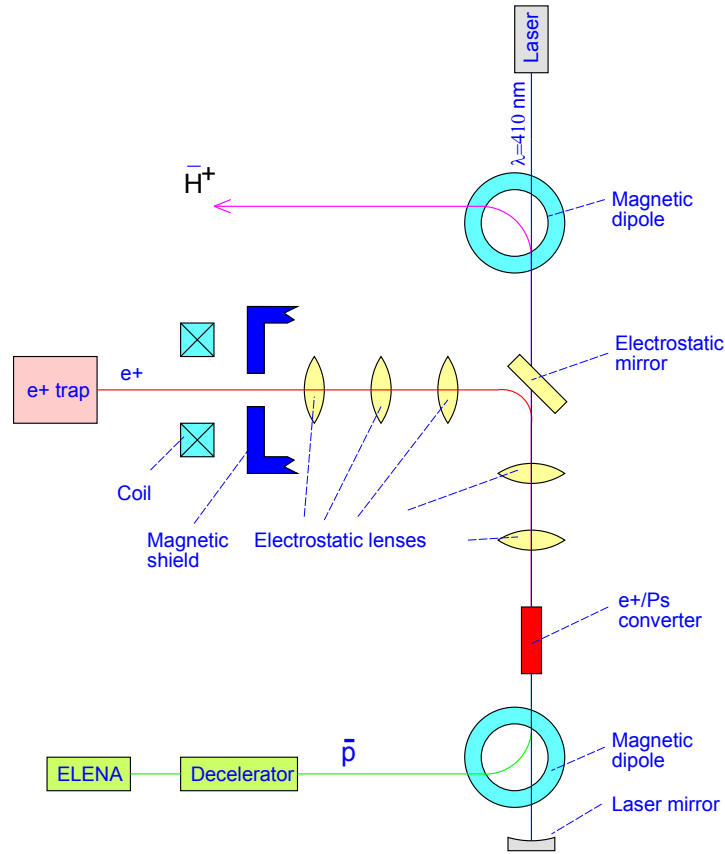 Laser
λ=410 nm
H̄⁺
Magnetic
dipole
Electrostatic
mirror
e+ trap
e+
Coil
Magnetic
shield
Electrostatic lenses
e+/Ps
converter
p̄
ELENA
Decelerator
Magnetic
dipole
Laser mirror